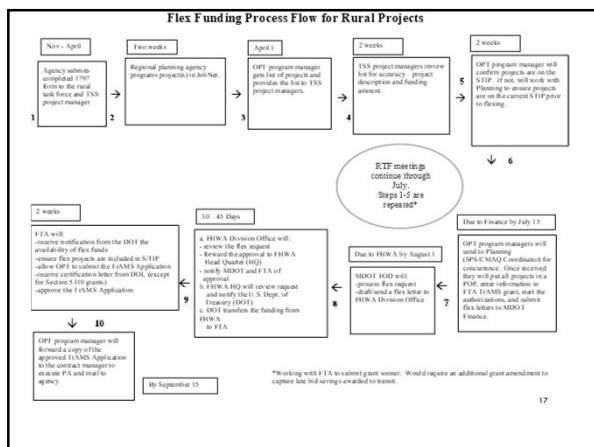 Flex Funding Process Flow for Rural Projects
Nov - April
Agency submits
completed 1797
form to the rural
task force and TSS
project manager
1
Two weeks
Regional planning agency
programs project(s) in JobNet.
2
April 1
OPT program manager
gets list of projects and
provides the list to TSS
project managers.
3
2 weeks
TSS project managers review
list for accuracy – project
description and funding
amount.
4
2 weeks
OPT program manager will
confirm projects are on the
STIP. If not, will work with
Planning to ensure projects
are on the current STIP prior
to flexing.
5
6
RTF meetings
continue through
July.
Steps 1-5 are
repeated*
Due to Finance by July 15
OPT program managers
will send to Planning
(SPS/CMAQ Coordinator) for
concurrence. Once received
they will put all projects in a
POP, enter information in
FTA TrAMS grant, start the
authorizations, and submit
flex letters to MDOT
Finance.
7
Due to FHWA by August 1
MDOT FOD will:
- process flex request
- draft/send a flex letter to
FHWA Division Office
8
30 - 45 Days
a. FHWA Division Office will:
- review the flex request
- forward the approval to FHWA
Head Quarter (HQ)
- notify MDOT and FTA of
approval
b. FHWA HQ will review request
and notify the U.S. Dept. of
Treasury (DOT)
c. DOT transfers the funding from
FHWA
to FTA
9
2 weeks
FTA will:
-receive notification from the DOT the
availability of flex funds
-ensure flex projects are included in S/TIP
-allow OPT to submit the TrAMS Application
-receive certification letter from DOL (except
for Section 5310 grants)
-approve the TrAMS Application
10
OPT program manager will
forward a copy of the
approved TrAMS Application
to the contract manager to
execute PA and mail to
agency.
By September 15
*Working with FTA to submit grant sooner. Would require an additional grant amendment to
capture late bid savings awarded to transit.
17